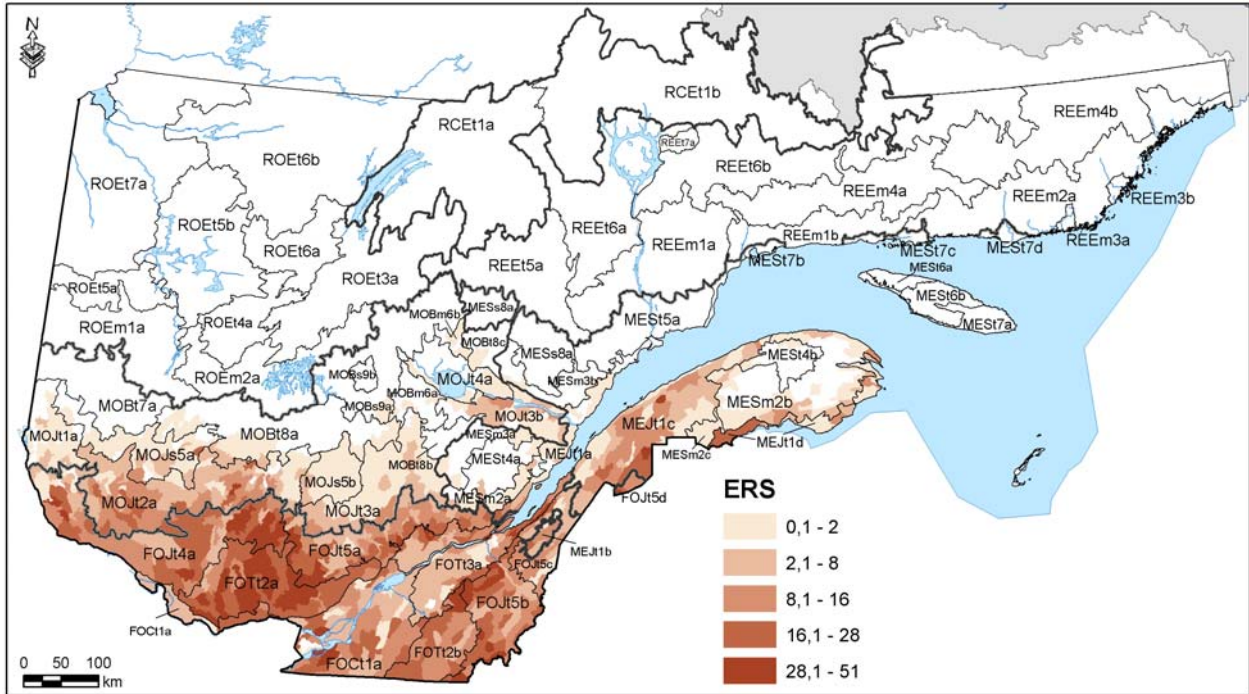 N
RCEt1b
REEm4b
RCEt1a
REEt7a
ROEt6b
REEt6b
ROEt7a
REEm4a
REEm2a
REEm3b
ROEt5b
REEt6a
REEm1a
REEm1b
MESt7c
MESt7d
REEm3a
ROEt6a
MESt7b
ROEt3a
REEt5a
MESt6a
ROEt5a
MESt6b
MESt7a
ROEm1a
ROEt4a
MOBm6b
MESs8a
MESt5a
MOBt8c
MESs8a
MESt4b
ROEm2a
MOBs9b
MOJt4a
MESm3b
MOBm6a
MESm2b
MOBt7a
MOBs9a
MOJt3b
MEJt1c
MOJt1a
MOBt8a
MESm3a
MEJt1d
MOJs5a
MOBt8b
MESt4a
MEJt1a
MESm2c
MOJs5b
MESm2a
FOJt5d
MOJt2a
MOJt3a
MEJt1b
FOJt4a
FOJt5a
FOTt3a
FOJt5c
FOTt2a
FOJt5b
FOCt1a
FOCt1a
FOTt2b
ERS
0,1 - 2
2,1 - 8
8,1 - 16
16,1 - 28
28,1 - 51
0 50 100
km